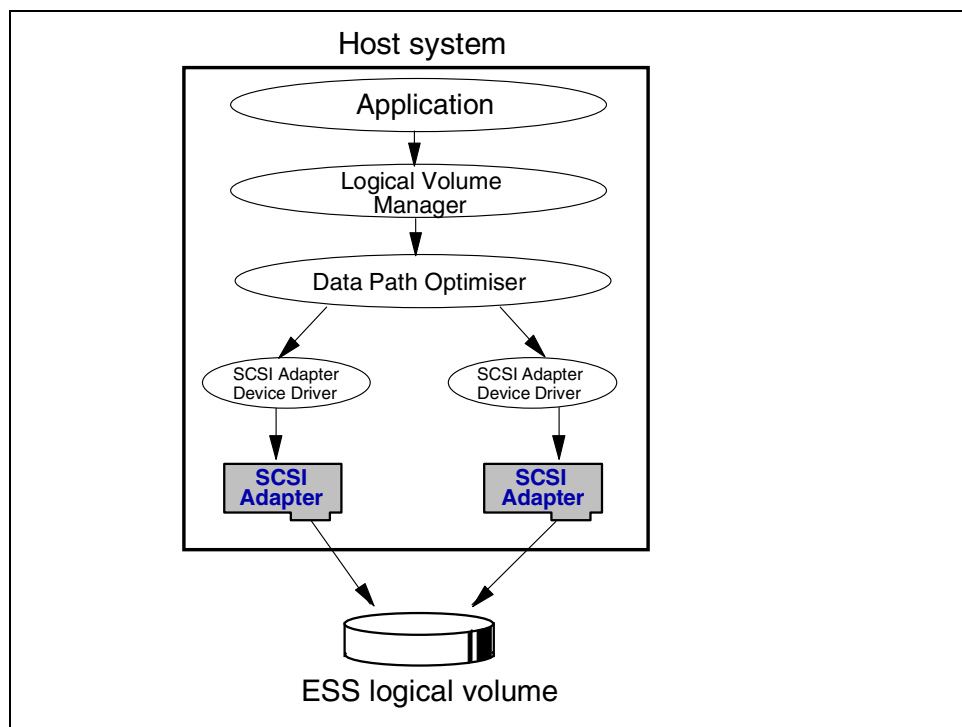 Host system
Application
Logical Volume
Manager
Data Path Optimiser
SCSI Adapter
Device Driver
SCSI Adapter
Device Driver
SCSI
Adapter
SCSI
Adapter
ESS logical volume